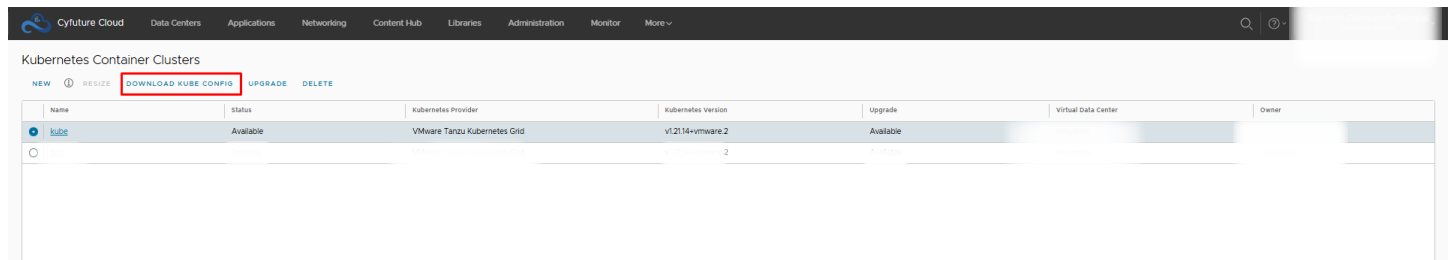 Cyfuture Cloud Data Centers Applications Networking Content Hub Libraries Administration Monitor More
Kubernetes Container Clusters
NEW RESIZE DOWNLOAD KUBE CONFIG UPGRADE DELETE
Name Status Kubernetes Provider Kubernetes Version Upgrade Virtual Data Center Owner
kube Available VMware Tanzu Kubernetes Grid v1.21.14+vmware.2 Available
2